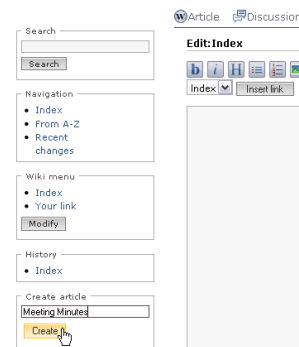 Article Discussion
Search
Search
Edit:Index
b i H
Index Insert link
Navigation
Index
From A-Z
Recent
changes
Wiki menu
Index
Your link
Modify
History
Index
Create article
Meeting Minutes
Create